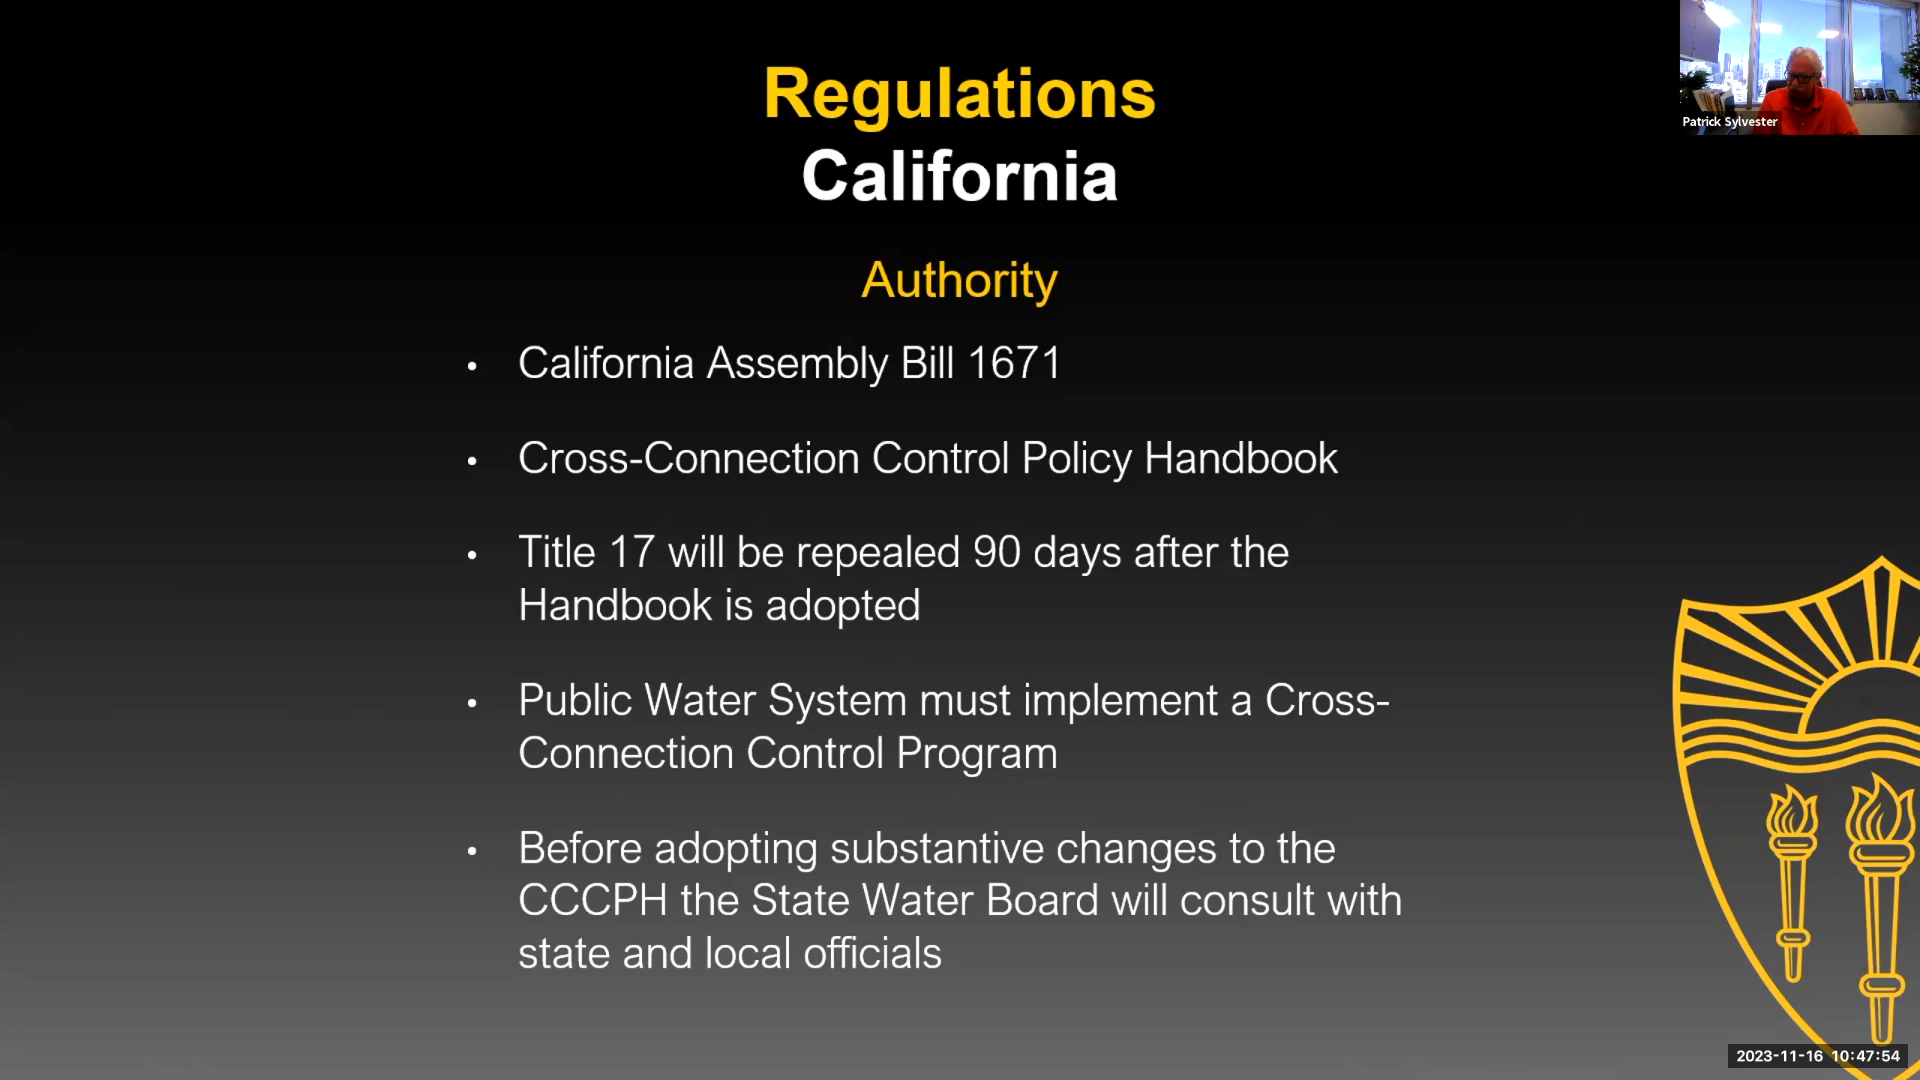 Regulations
California
Patrick Sylvester
Authority
• California Assembly Bill 1671
• Cross-Connection Control Policy Handbook
• Title 17 will be repealed 90 days after the
Handbook is adopted
• Public Water System must implement a Cross-
Connection Control Program
• Before adopting substantive changes to the
CCCPH the State Water Board will consult with
state and local officials
2023-11-16 10:47:54